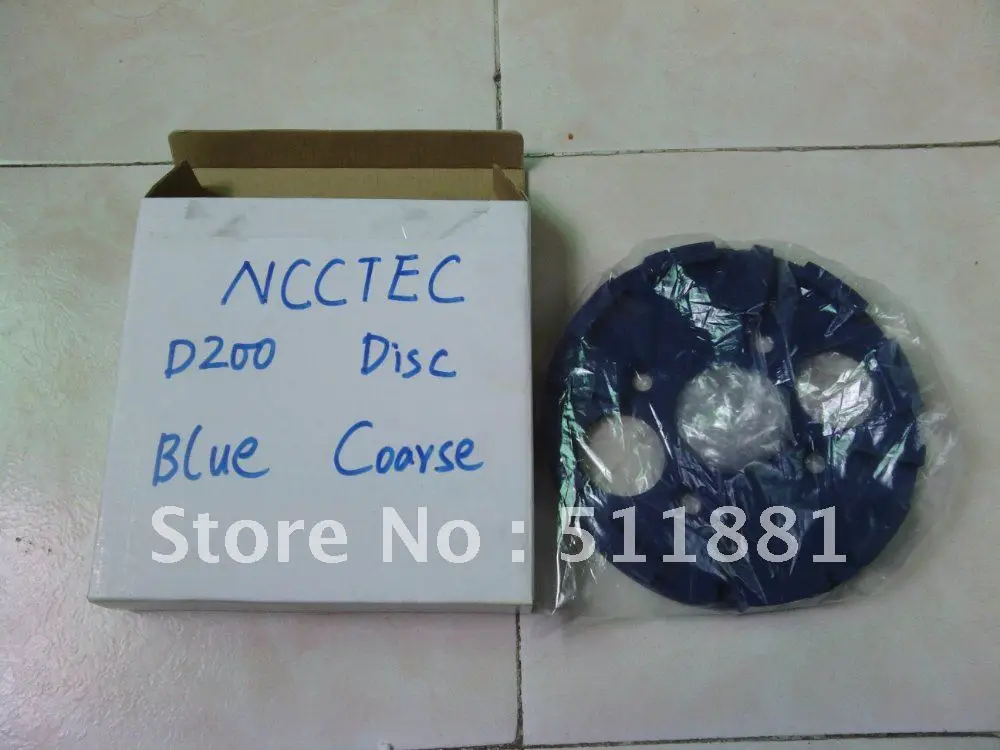 NCCTEC
D200 Disc
Blue Coarse
Store No : 511881